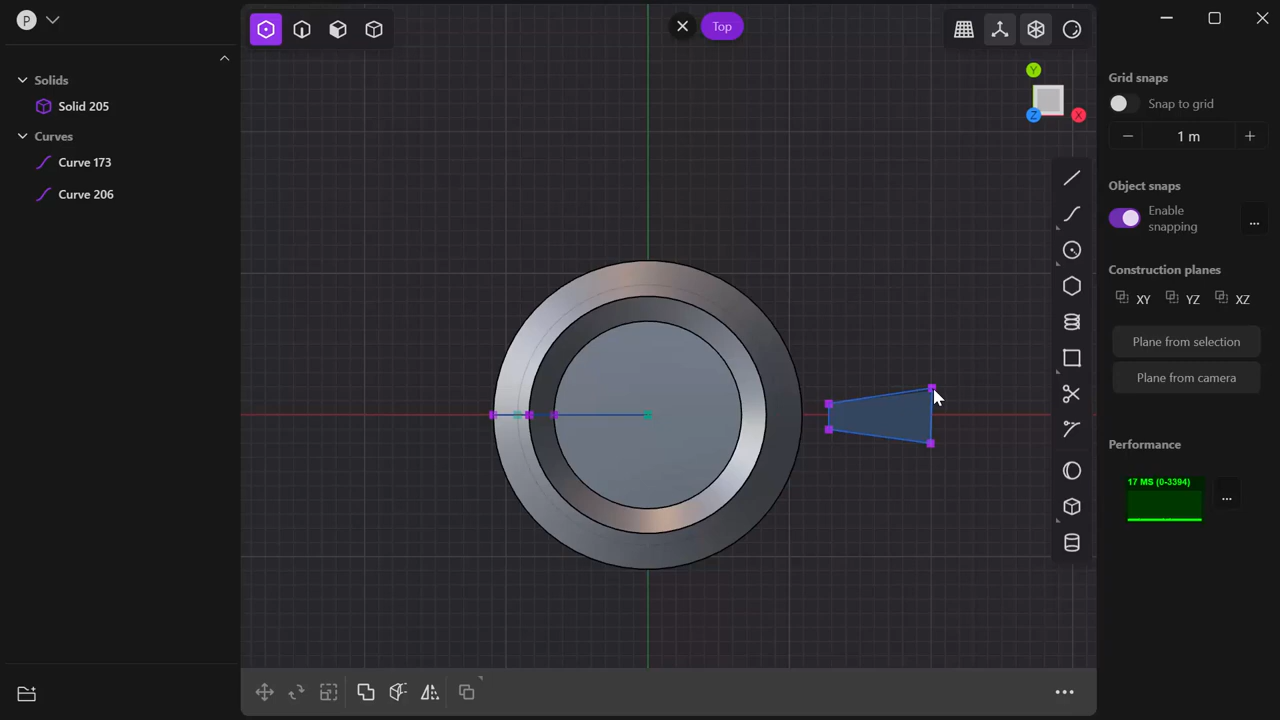 P
Solids
Solid 205
Curves
Curve 173
Curve 206
Top
Y
Z
X
Grid snaps
Snap to grid
1 m
Object snaps
Enable
snapping
...
Construction planes
XY
YZ
XZ
Plane from selection
Plane from camera
Performance
17 MS (0-3394)
...